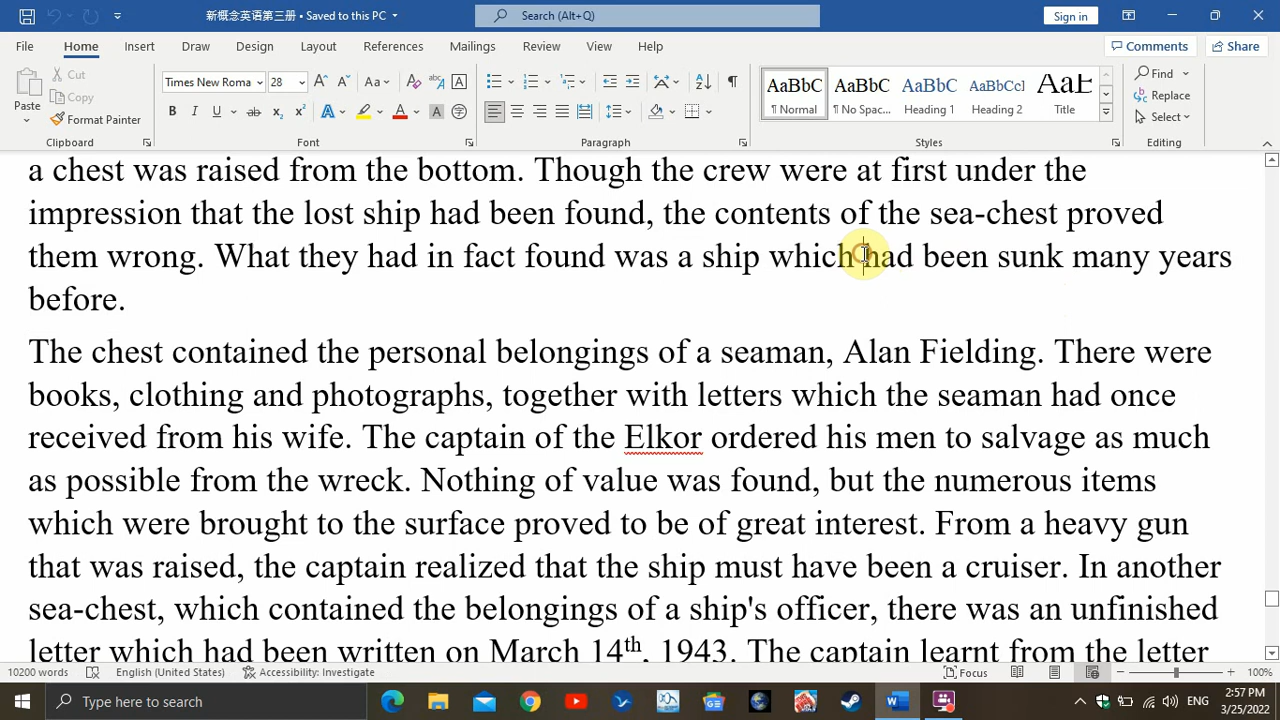 新概念英语第三册 • Saved to this PC
Search (Alt+Q)
Sign in
File Home Insert Draw Design Layout References Mailings Review View Help
Comments
Share
Paste
Cut
Copy
Format Painter
Clipboard
Times New Roma
28
Font
Paragraph
AaBbC
¶ Normal
AaBbC
¶ No Spac...
AaBbC
Heading 1
AaBbCcI
Heading 2
Title
Styles
Find
Replace
Select
Editing
a chest was raised from the bottom. Though the crew were at first under the
impression that the lost ship had been found, the contents of the sea-chest proved
them wrong. What they had in fact found was a ship which had been sunk many years
before.
The chest contained the personal belongings of a seaman, Alan Fielding. There were
books, clothing and photographs, together with letters which the seaman had once
received from his wife. The captain of the Elkor ordered his men to salvage as much
as possible from the wreck. Nothing of value was found, but the numerous items
which were brought to the surface proved to be of great interest. From a heavy gun
that was raised, the captain realized that the ship must have been a cruiser. In another
sea-chest, which contained the belongings of a ship's officer, there was an unfinished
letter which had been written on March 14th, 1943. The captain learnt from the letter
10200 words
English (United States)
Accessibility: Investigate
Focus
100%
Type here to search
ENG
2:57 PM
3/25/2022